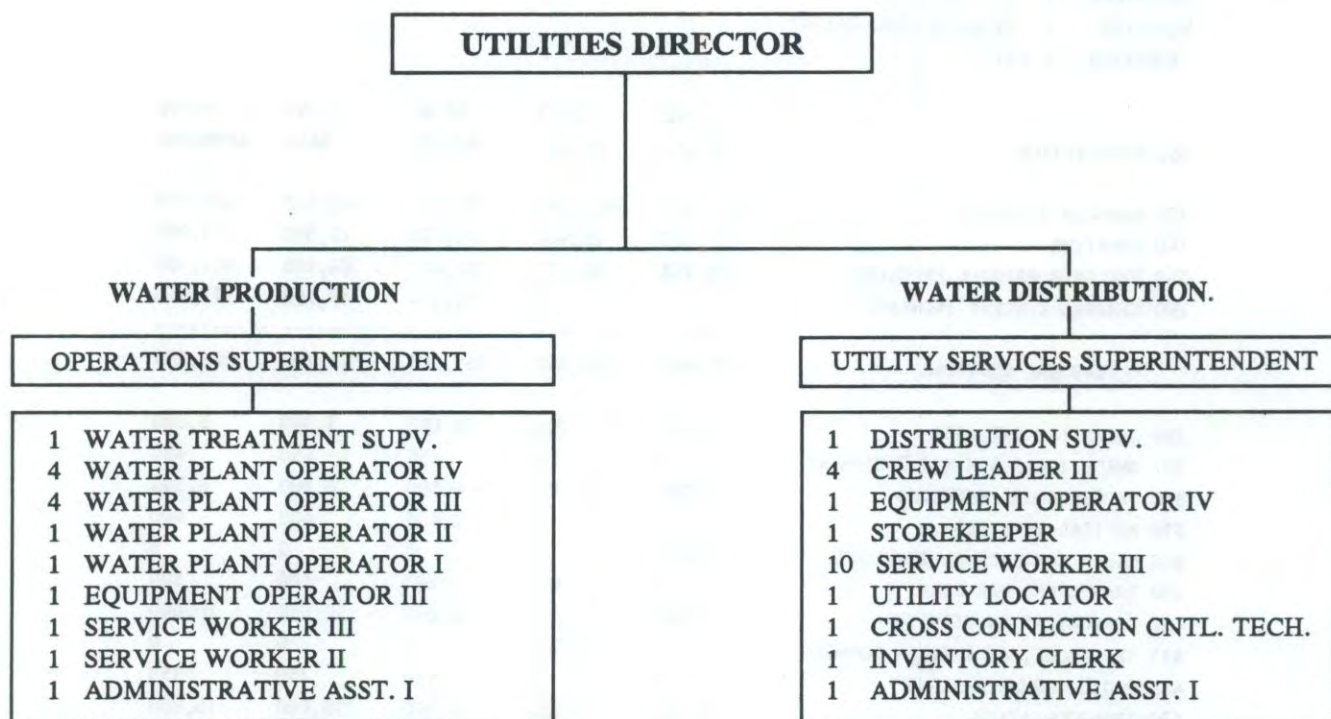 UTILITIES DIRECTOR
WATER PRODUCTION
OPERATIONS SUPERINTENDENT
1 WATER TREATMENT SUPV.
4 WATER PLANT OPERATOR IV
4 WATER PLANT OPERATOR III
1 WATER PLANT OPERATOR II
1 WATER PLANT OPERATOR I
1 EQUIPMENT OPERATOR III
1 SERVICE WORKER III
1 SERVICE WORKER II
1 ADMINISTRATIVE ASST. I
WATER DISTRIBUTION.
UTILITY SERVICES SUPERINTENDENT
1 DISTRIBUTION SUPV.
4 CREW LEADER III
1 EQUIPMENT OPERATOR IV
1 STOREKEEPER
10 SERVICE WORKER III
1 UTILITY LOCATOR
1 CROSS CONNECTION CNTL. TECH.
1 INVENTORY CLERK
1 ADMINISTRATIVE ASST. I